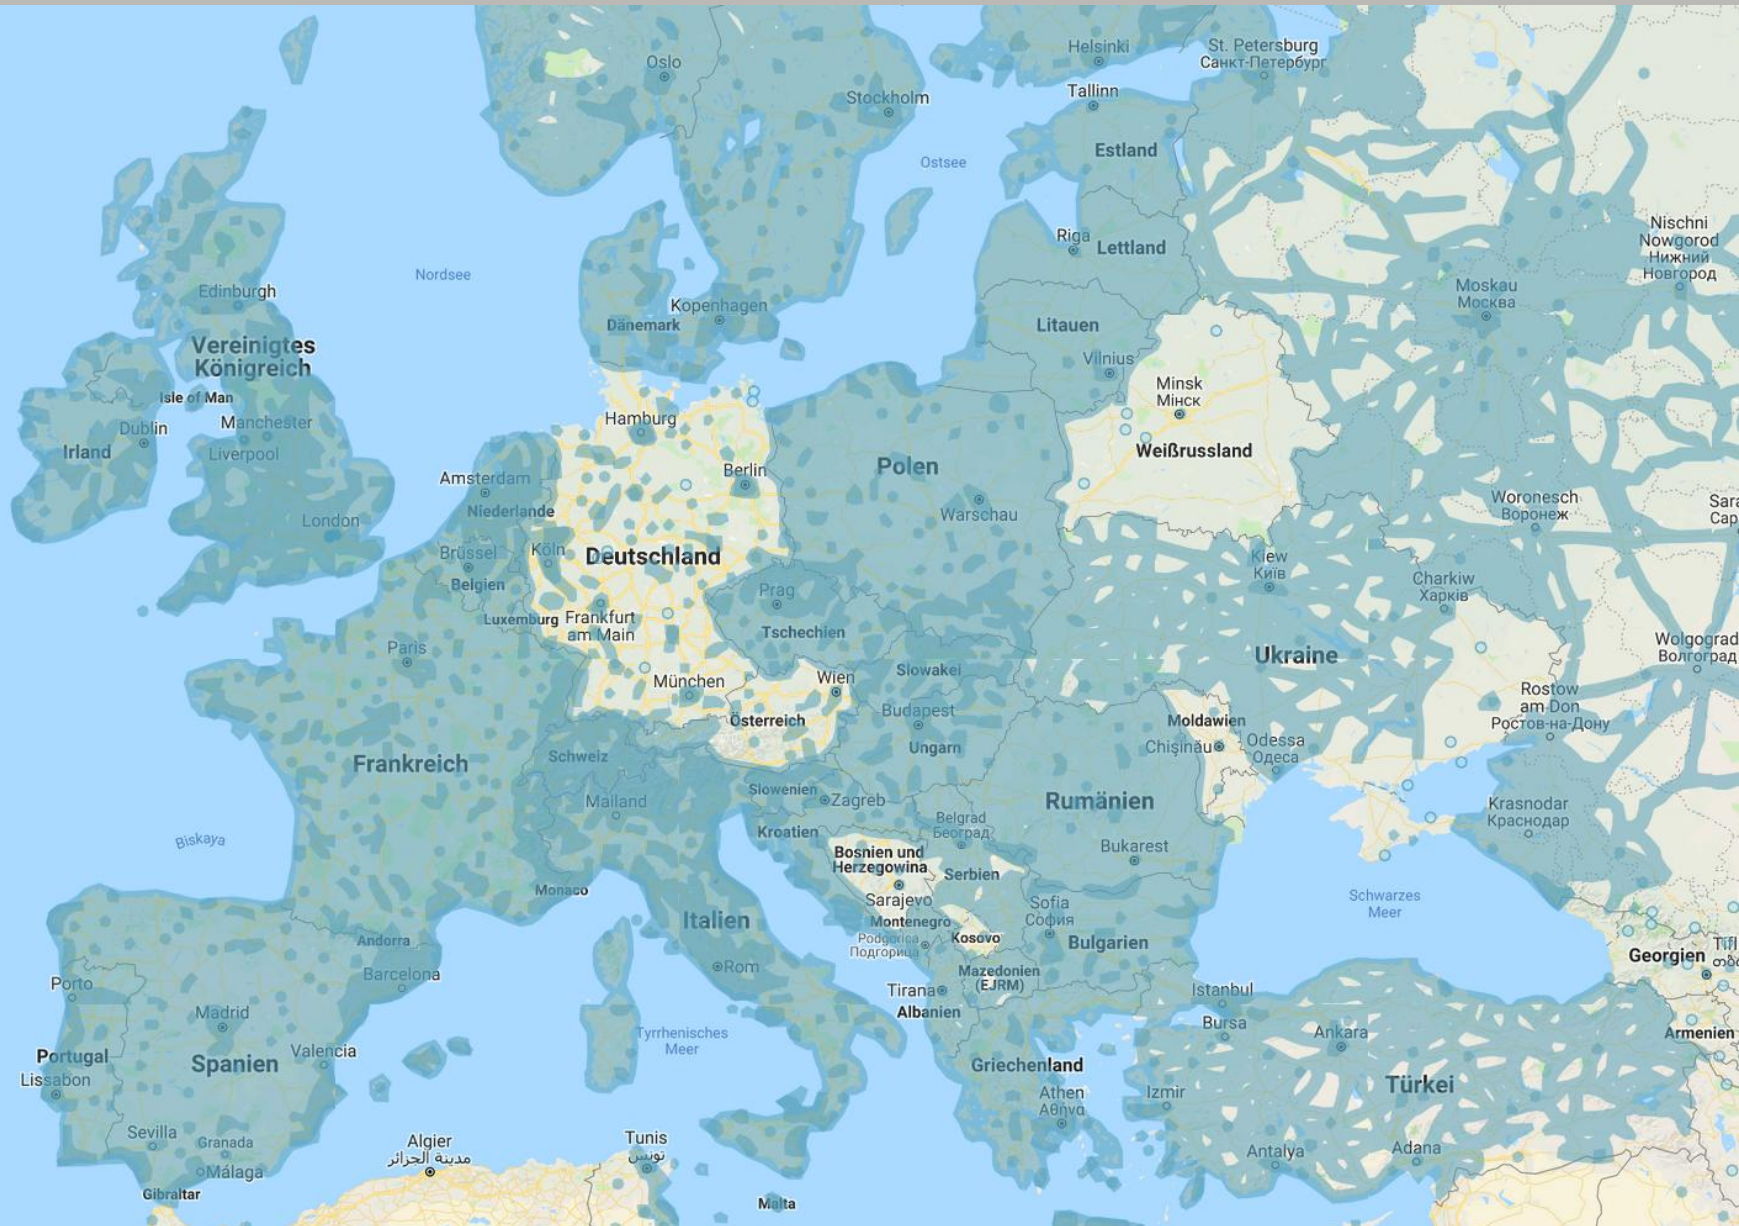 Helsinki
St. Petersburg
Санкт-Петербург
Oslo
Tallinn
Stockholm
Estland
Ostsee
Nischni
Nowgorod
Нижний
Новгород
Riga
Lettland
Nordsee
Edinburgh
Moskau
Москва
Kopenhagen
Dänemark
Litauen
Vereinigtes
Königreich
Vilnius
Minsk
Мінск
Isle of Man
Manchester
Dublin
Hamburg
Irland
Liverpool
Weißrussland
Polen
Berlin
Amsterdam
Woronesch
Воронеж
Sara
Сар
Niederlande
Warschau
London
Brüssel
Köln
Deutschland
Kiew
Київ
Belgien
Charkiw
Харків
Prag
Luxemburg
Frankfurt
am Main
Tschechien
Paris
Wolgograd
Волгоград
Ukraine
Slowakei
München
Wien
Rostow
am Don
Ростов-на-Дону
Österreich
Budapest
Moldawien
Chișinău
Odessa
Одеса
Ungarn
Schweiz
Frankreich
Slowenien
Zagreb
Mailand
Rumänien
Krasnodar
Краснодар
Belgrad
Београд
Kroatien
Biskaya
Bukarest
Bosnien und
Herzegowina
Serbien
Monaco
Sarajevo
Schwarzes
Meer
Sofia
София
Italien
Montenegro
Podgorica
Подгорица
Kosovo
Bulgarien
Andorra
Georgien
Tifl
Rom
Barcelona
Mazedonien
(EJRM)
Porto
Tirana
Istanbul
Albanien
Madrid
Bursa
Ankara
Tyrrhenisches
Meer
Armenien
Portugal
Spanien
Valencia
Griechenland
Lissabon
Türkei
Athen
Αθήνα
Izmir
Sevilla
Granada
Algier
مدينة الجزائر
Tunis
تونس
Antalya
Adana
Málaga
Gibraltar
Malta